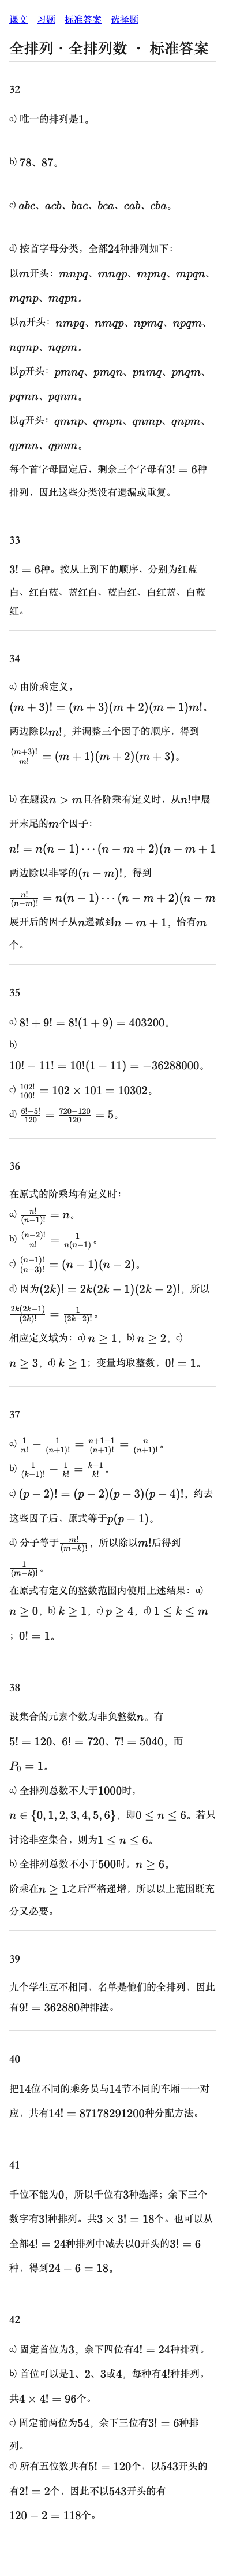 课文 习题 标准答案 选择题
全排列·全排列数 · 标准答案
32
a) 唯一的排列是1。
b) 78、87。
c) abc、acb、bac、bca、cab、cba。
d) 按首字母分类，全部24种排列如下：
以m开头：mnpq、mnqp、mpnq、mpqn、
mqnp、mqpn。
以n开头：nmpq、nmqp、npmq、npqm、
nqmp、nqpm。
以p开头：pmnq、pmqn、pnmq、pnqm、
pqmn、pqnm。
以q开头：qmnp、qmpn、qnmp、qnpm、
qpmn、qpnm。
每个首字母固定后，剩余三个字母有3! = 6种
排列，因此这些分类没有遗漏或重复。
33
3! = 6种。按从上到下的顺序，分别为红蓝
白、红白蓝、蓝红白、蓝白红、白红蓝、白蓝
红。
34
a) 由阶乘定义，
(m + 3)! = (m + 3)(m + 2)(m + 1)m!。
两边除以m!，并调整三个因子的顺序，得到
\frac{(m+3)!}{m!} = (m + 1)(m + 2)(m + 3)。
b) 在题设n > m且各阶乘有定义时，从n!中展
开末尾的m个因子：
n! = n(n − 1) ⋯ (n − m + 2)(n − m + 1
两边除以非零的(n − m)!，得到
\frac{n!}{(n−m)!} = n(n − 1) ⋯ (n − m + 2)(n − m
展开后的因子从n递减到n − m + 1，恰有m
个。
35
a) 8! + 9! = 8!(1 + 9) = 403200。
b)
10! − 11! = 10!(1 − 11) = −36288000。
c) \frac{102!}{100!} = 102 × 101 = 10302。
d) \frac{6!−5!}{120} = \frac{720−120}{120} = 5。
36
在原式的阶乘均有定义时：
a) \frac{n!}{(n−1)!} = n。
b) \frac{(n−2)!}{n!} = \frac{1}{n(n−1)}。
c) \frac{(n−1)!}{(n−3)!} = (n − 1)(n − 2)。
d) 因为(2k)! = 2k(2k − 1)(2k − 2)!，所以
\frac{2k(2k−1)}{(2k)!} = \frac{1}{(2k−2)!}。
相应定义域为：a) n ≥ 1，b) n ≥ 2，c)
n ≥ 3，d) k ≥ 1；变量均取整数，0! = 1。
37
a) \frac{1}{n!} − \frac{1}{(n+1)!} = \frac{n+1−1}{(n+1)!} = \frac{n}{(n+1)!}。
b) \frac{1}{(k−1)!} − \frac{1}{k!} = \frac{k−1}{k!}。
c) (p − 2)! = (p − 2)(p − 3)(p − 4)!，约去
这些因子后，原式等于p(p − 1)。
d) 分子等于\frac{m!}{(m−k)!}，所以除以m!后得到
\frac{1}{(m−k)!}。
在原式有定义的整数范围内使用上述结果：a)
n ≥ 0，b) k ≥ 1，c) p ≥ 4，d) 1 ≤ k ≤ m
；0! = 1。
38
设集合的元素个数为非负整数n。有
5! = 120、6! = 720、7! = 5040，而
P_0 = 1。
a) 全排列总数不大于1000时，
n ∈ {0, 1, 2, 3, 4, 5, 6}，即0 ≤ n ≤ 6。若只
讨论非空集合，则为1 ≤ n ≤ 6。
b) 全排列总数不小于500时，n ≥ 6。
阶乘在n ≥ 1之后严格递增，所以以上范围既充
分又必要。
39
九个学生互不相同，名单是他们的全排列，因此
有9! = 362880种排法。
40
把14位不同的乘务员与14节不同的车厢一一对
应，共有14! = 87178291200种分配方法。
41
千位不能为0，所以千位有3种选择；余下三个
数字有3!种排列。共3 × 3! = 18个。也可以从
全部4! = 24种排列中减去以0开头的3! = 6
种，得到24 − 6 = 18。
42
a) 固定首位为3，余下四位有4! = 24种排列。
b) 首位可以是1、2、3或4，每种有4!种排列，
共4 × 4! = 96个。
c) 固定前两位为54，余下三位有3! = 6种排
列。
d) 所有五位数共有5! = 120个，以543开头的
有2! = 2个，因此不以543开头的有
120 − 2 = 118个。